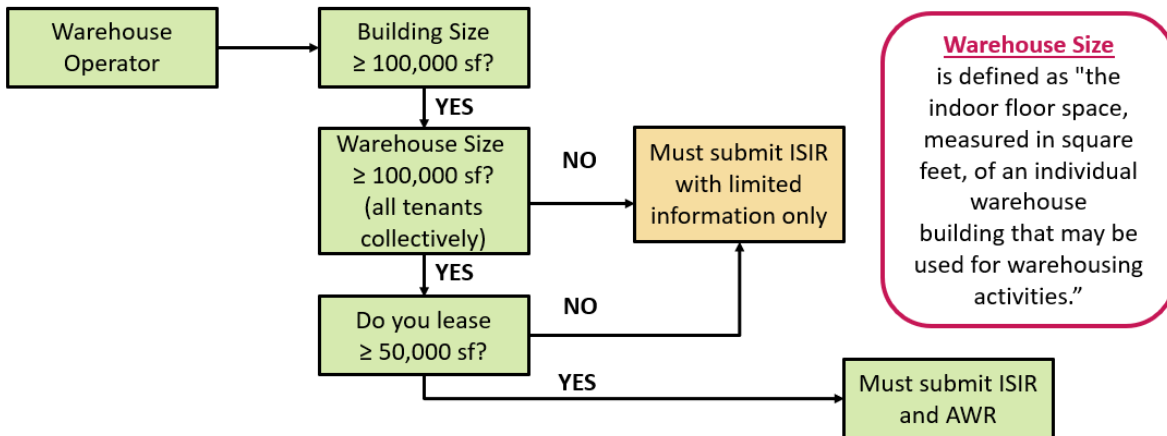 Warehouse
Operator
Building Size
≥ 100,000 sf?
YES
Warehouse Size
≥ 100,000 sf?
(all tenants
collectively)
NO
Must submit ISIR
with limited
information only
YES
Do you lease
≥ 50,000 sf?
NO
YES
Must submit ISIR
and AWR
Warehouse Size
is defined as "the
indoor floor space,
measured in square
feet, of an individual
warehouse
building that may be
used for warehousing
activities.”